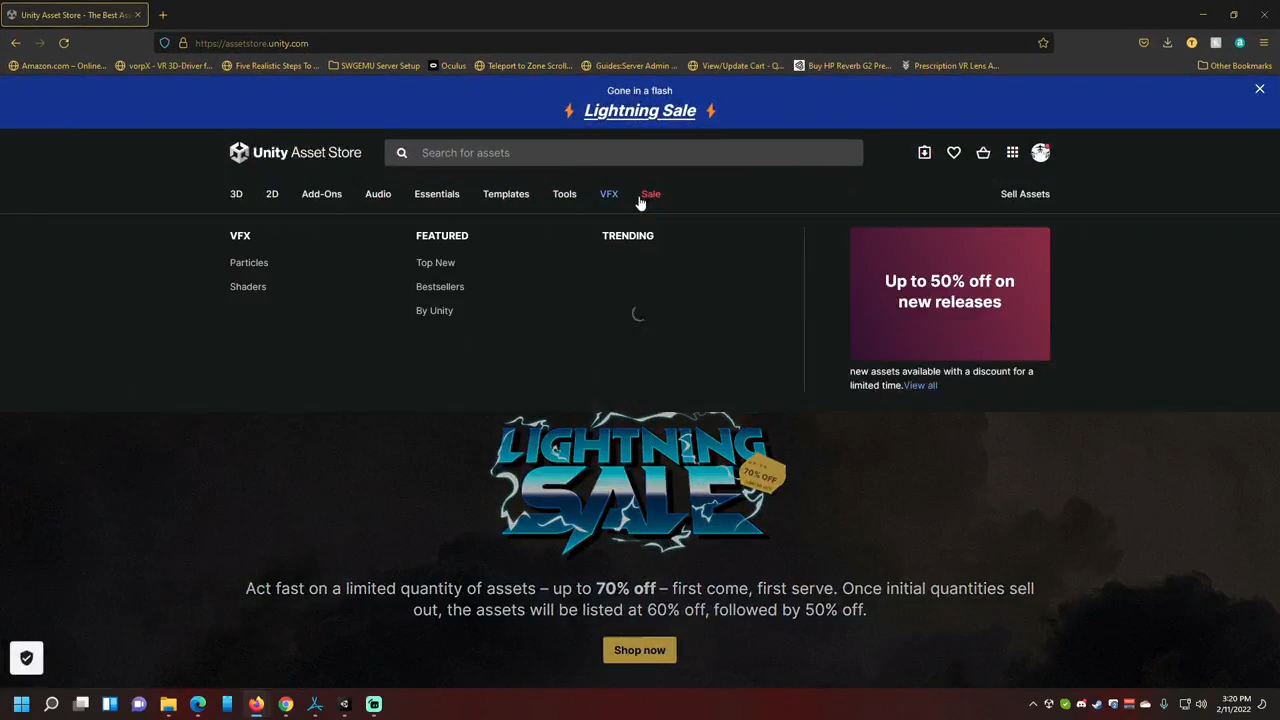 Unity Asset Store - The Best As
https://assetstore.unity.com
Amazon.com – Online... vorpX - VR 3D-Driver f... Five Realistic Steps To ... SWGEMU Server Setup Oculus Teleport to Zone Scroll... Guides:Server Admin ... View/Update Cart - Q... Buy HP Reverb G2 Pre... Prescription VR Lens A... Other Bookmarks
Gone in a flash
Lightning Sale
Unity Asset Store
Search for assets
3D 2D Add-Ons Audio Essentials Templates Tools VFX Sale Sell Assets
VFX FEATURED TRENDING
Particles Top New
Shaders Bestsellers
By Unity
Up to 50% off on
new releases
new assets available with a discount for a
limited time.View all
LIGHTNING
SALE
70% OFF
Act fast on a limited quantity of assets – up to 70% off – first come, first serve. Once initial quantities sell
out, the assets will be listed at 60% off, followed by 50% off.
Shop now
3:20 PM
2/11/2022